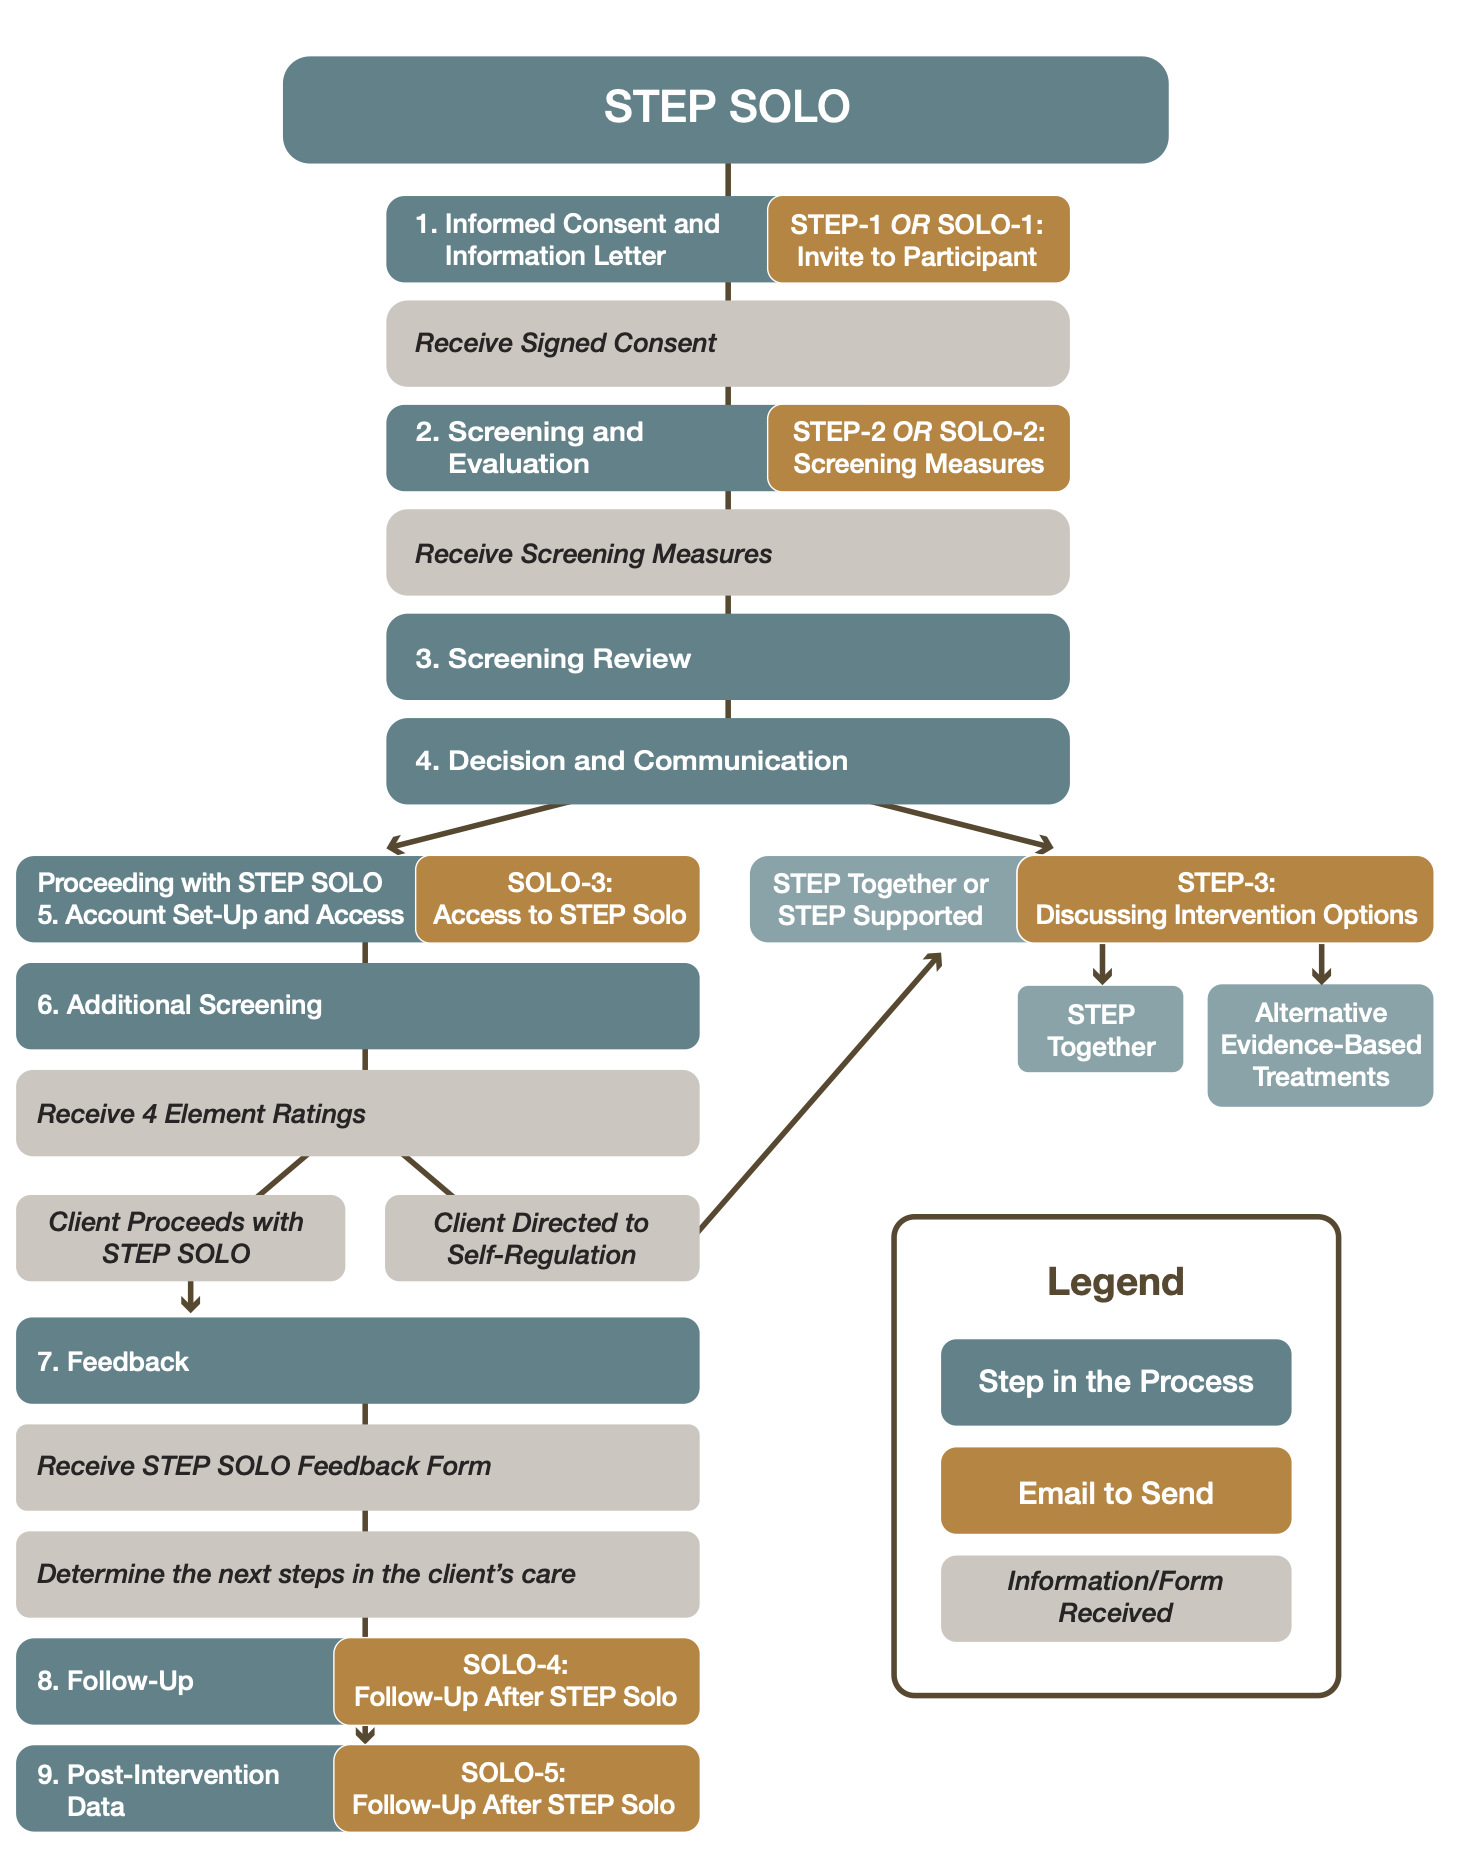 STEP SOLO
1. Informed Consent and
Information Letter
STEP-1 OR SOLO-1:
Invite to Participant
Receive Signed Consent
2. Screening and
Evaluation
STEP-2 OR SOLO-2:
Screening Measures
Receive Screening Measures
3. Screening Review
4. Decision and Communication
Proceeding with STEP SOLO
5. Account Set-Up and Access
SOLO-3:
Access to STEP Solo
STEP Together or
STEP Supported
STEP-3:
Discussing Intervention Options
STEP
Together
Alternative
Evidence-Based
Treatments
6. Additional Screening
Receive 4 Element Ratings
Client Proceeds with
STEP SOLO
Client Directed to
Self-Regulation
7. Feedback
Receive STEP SOLO Feedback Form
Determine the next steps in the client’s care
8. Follow-Up
SOLO-4:
Follow-Up After STEP Solo
9. Post-Intervention
Data
SOLO-5:
Follow-Up After STEP Solo
Legend
Step in the Process
Email to Send
Information/Form
Received